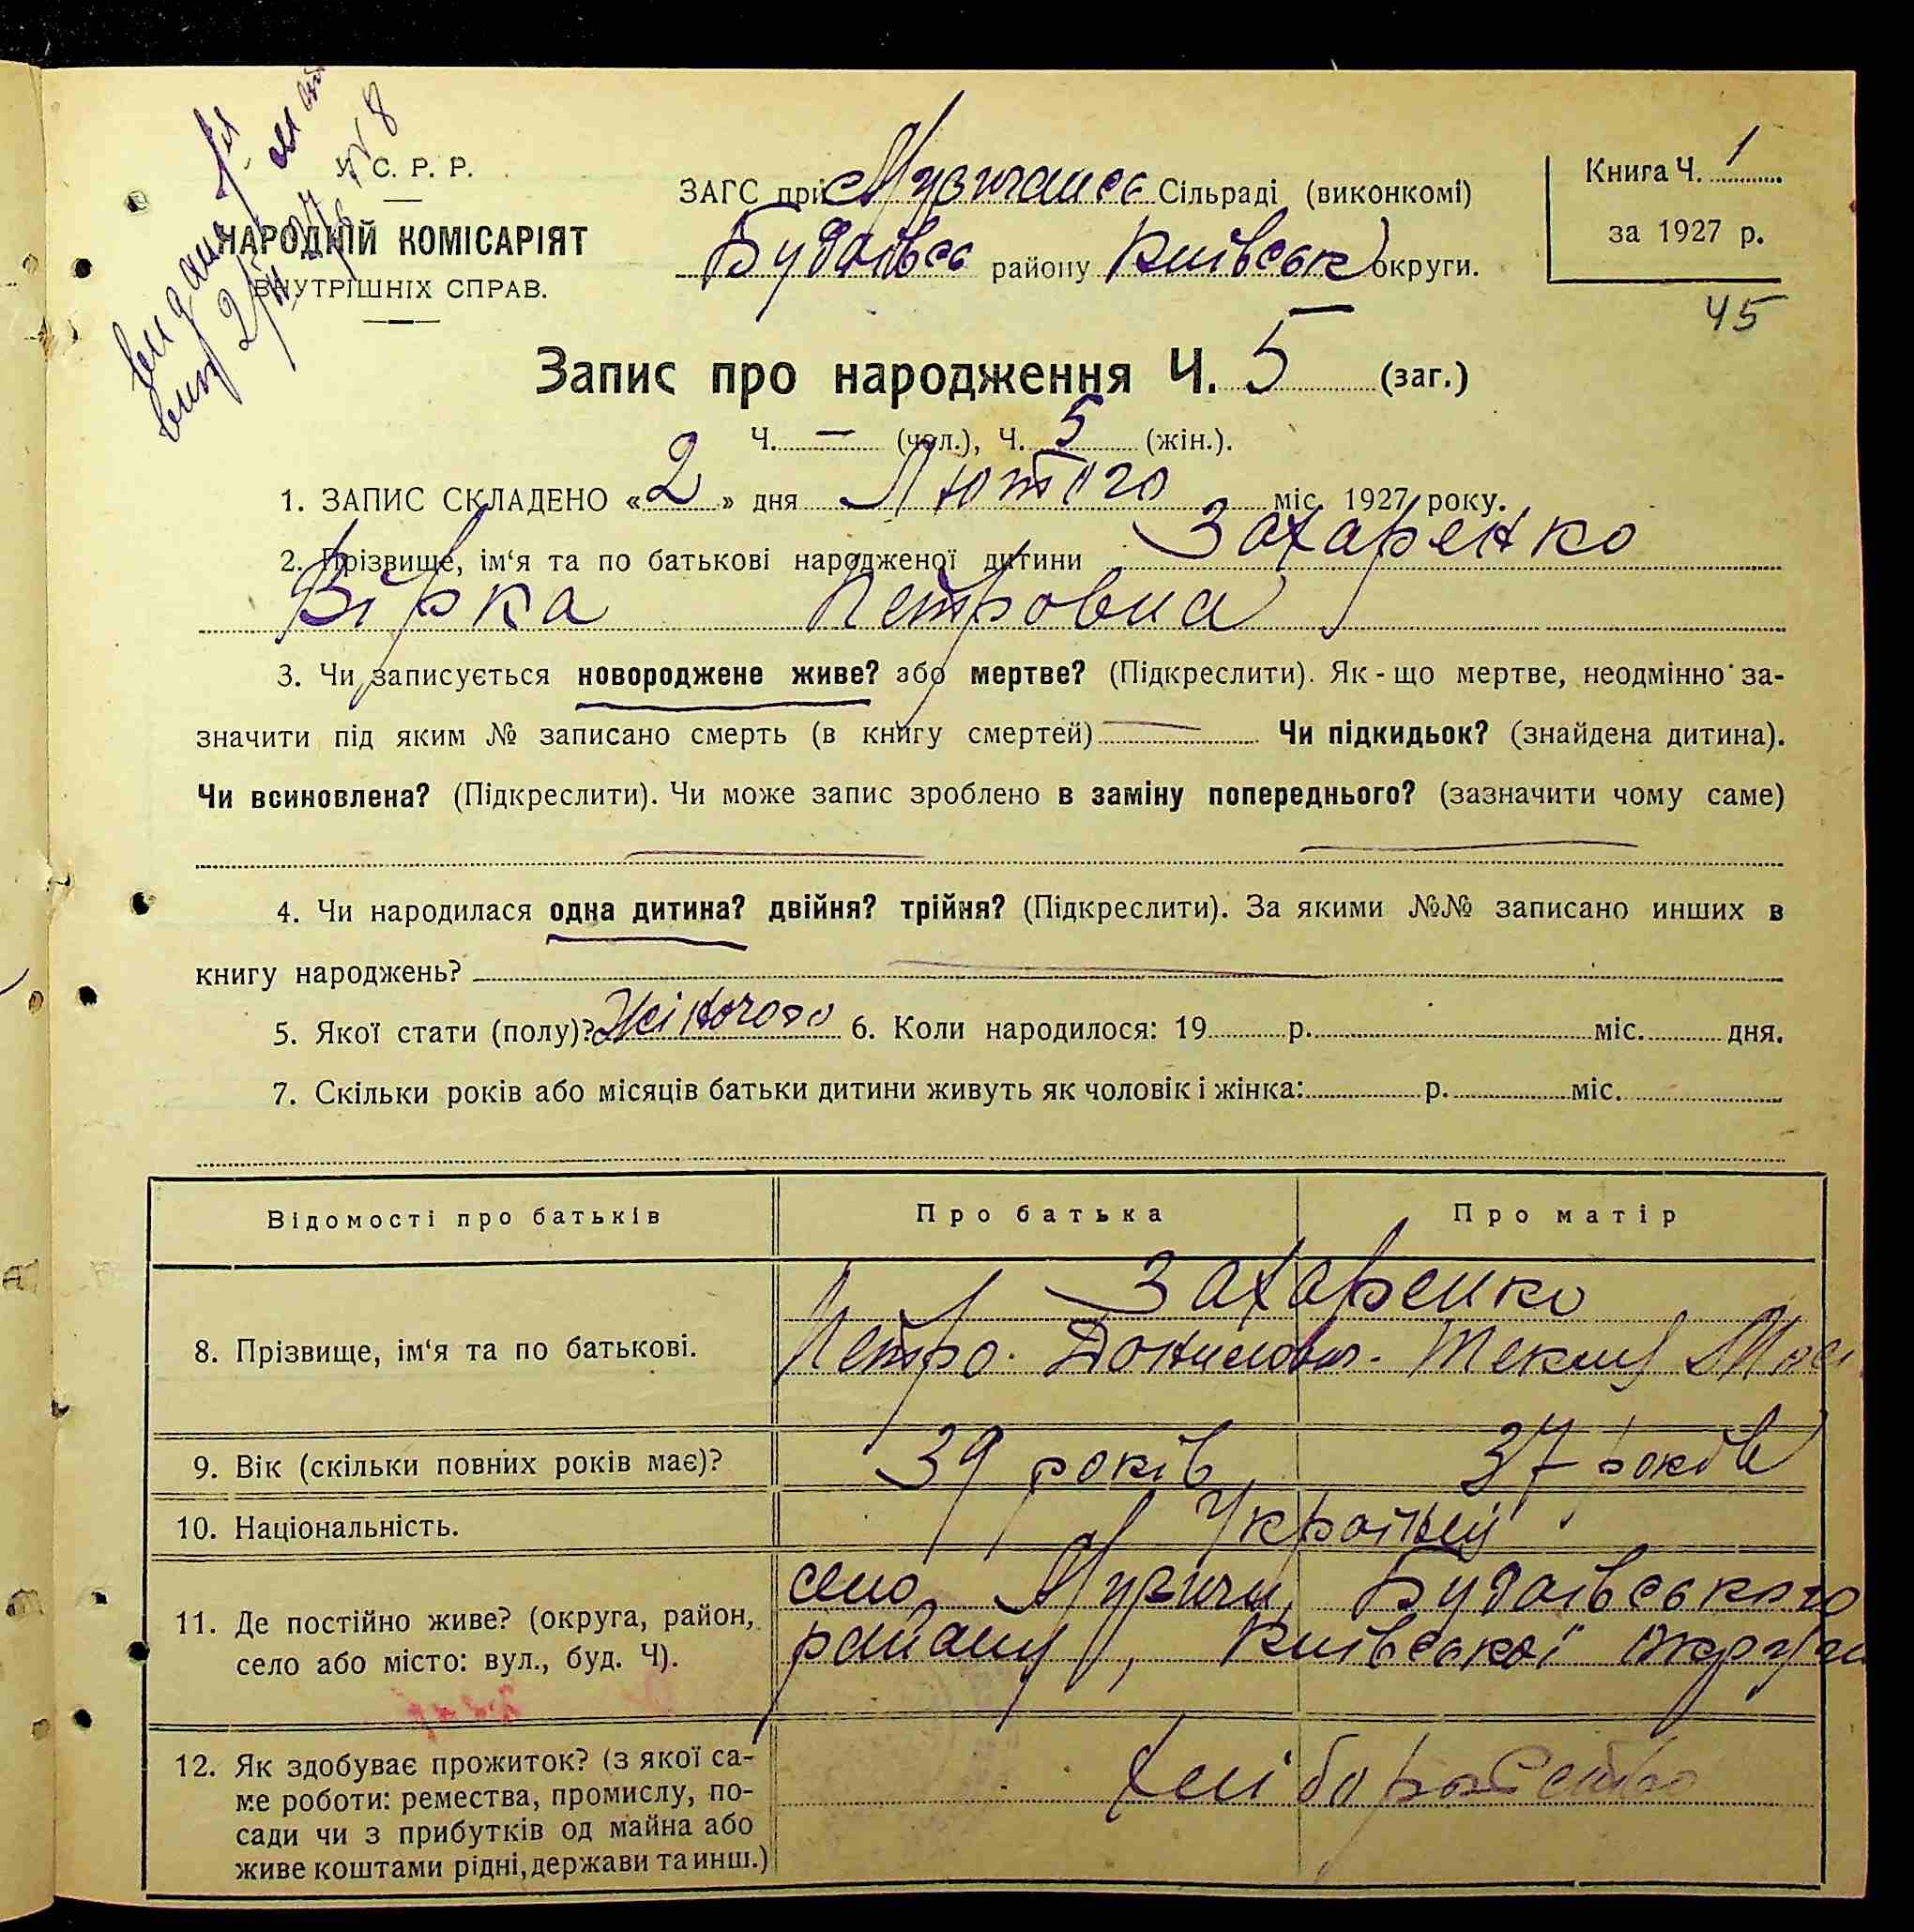 У. С. Р. Р.
НАРОДНІЙ КОМІСАРІЯТ
ВНУТРІШНІХ СПРАВ.
ЗАГС при Музичансь Сільраді (виконкомі)
Будаївсь району Київськ округи.
Книга Ч. 1
за 1927 р.
45
Запис про народження Ч. 5 (заг.)
Ч. — (чол.), Ч. 5 (жін.).
1. ЗАПИС СКЛАДЕНО «2» дня Лютого міс. 1927 року.
2. Прізвище, ім‘я та по батькові народженої дитини Захаренко
Вірка Петровна
3. Чи записується новороджене живе? або мертве? (Підкреслити). Як-що мертве, неодмінно за-
значити під яким № записано смерть (в книгу смертей) — Чи підкидьок? (знайдена дитина).
Чи всиновлена? (Підкреслити). Чи може запис зроблено в заміну попереднього? (зазначити чому саме)
4. Чи народилася одна дитина? двійня? трійня? (Підкреслити). За якими №№ записано инших в
книгу народжень?
5. Якої стати (полу)? Жіночого 6. Коли народилося: 19 р. міс. дня.
7. Скільки років або місяців батьки дитини живуть як чоловік і жінка: р. міс.
Відомості про батьків Про батька Про матір
Захаренко
8. Прізвище, ім‘я та по батькові. Петро Данилович Текля
9. Вік (скільки повних років має)? 39 років 37 років
10. Національність. Українці
село Музичи, Будаївського
11. Де постійно живе? (округа, район,
село або місто: вул., буд. Ч). району, Київської округи
12. Як здобуває прожиток? (з якої са-
ме роботи: ремества, промислу, по- Хліборобство
сади чи з прибутків од майна або
живе коштами рідні, держави та инш.)